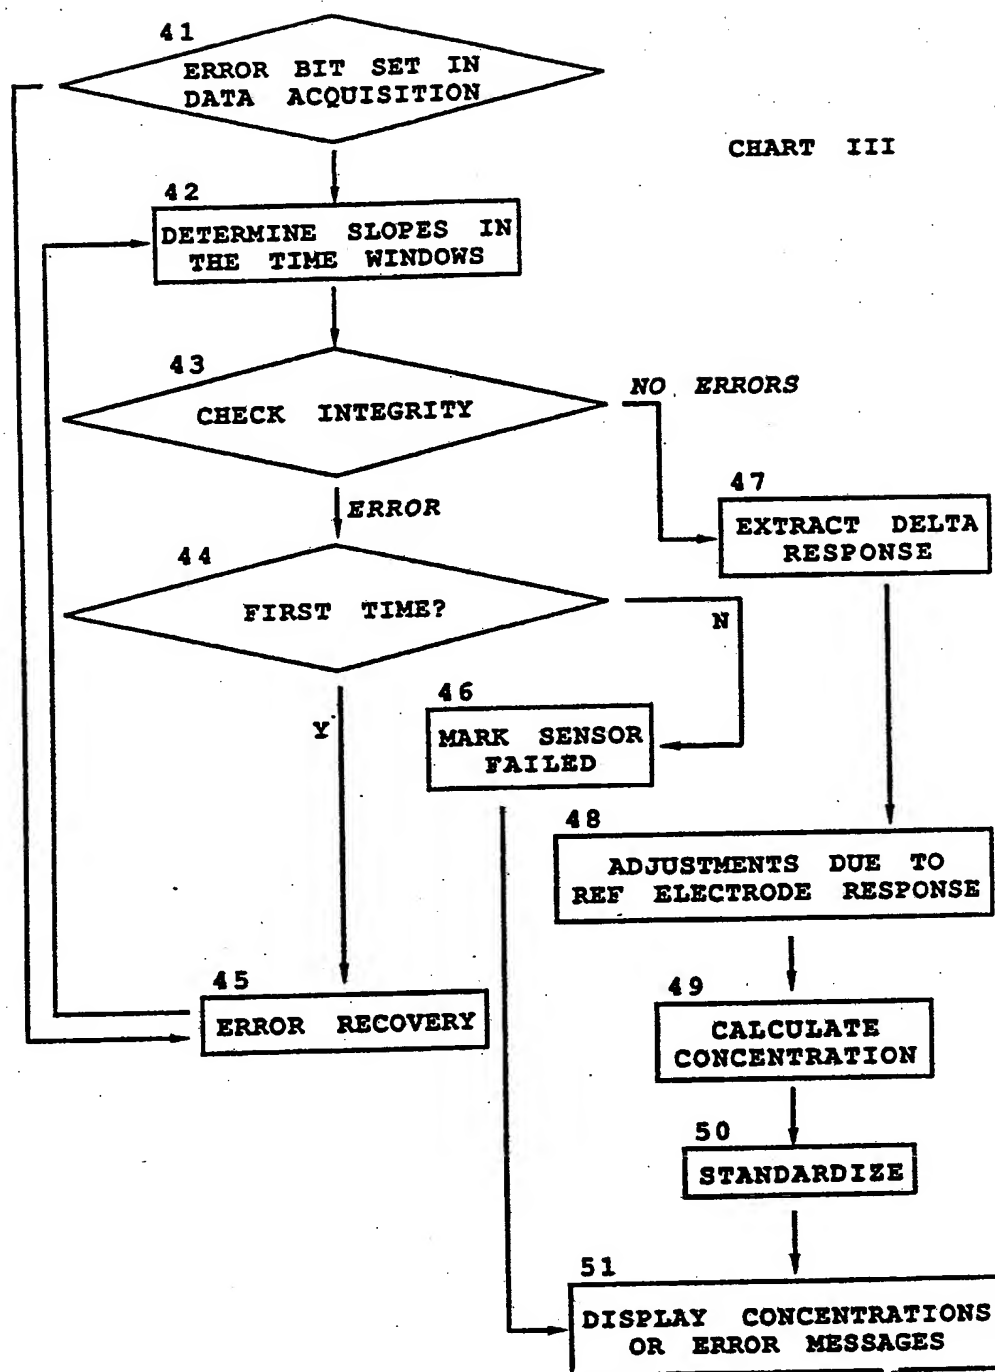 41
ERROR BIT SET IN
DATA ACQUISITION
CHART III
42
DETERMINE SLOPES IN
THE TIME WINDOWS
43
CHECK INTEGRITY
NO ERRORS
ERROR
47
EXTRACT DELTA
RESPONSE
44
FIRST TIME?
N
Y
46
MARK SENSOR
FAILED
48
ADJUSTMENTS DUE TO
REF ELECTRODE RESPONSE
45
ERROR RECOVERY
49
CALCULATE
CONCENTRATION
50
STANDARDIZE
51
DISPLAY CONCENTRATIONS
OR ERROR MESSAGES